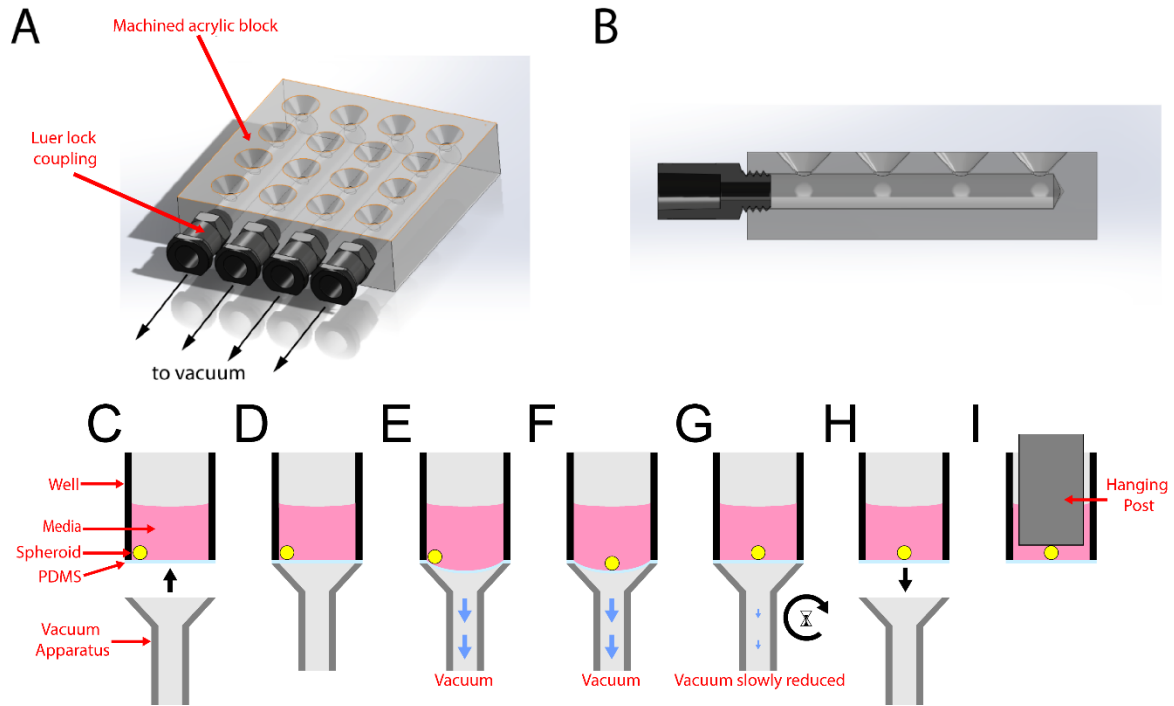 A
Machined acrylic block
Luer lock
coupling
to vacuum
B
C
D
E
F
G
H
I
Well
Media
Spheroid
PDMS
Vacuum
Apparatus
Vacuum
Vacuum
Vacuum slowly reduced
Hanging
Post